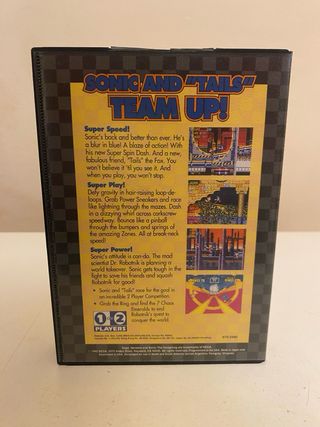 SONIC AND "TAILS"
TEAM UP!
Super Speed!
Sonic's back and better than ever. He's
a blur in blue! A blaze of action! With
his new Super Spin Dash. And a new,
fabulous friend, "Tails" the Fox. You
won't believe it 'til you see it. And
when you play, you won't stop.
Super Play!
Defy gravity in hair-raising loop-de-
loops. Grab Power Sneakers and race
like lightning through the mazes. Dash
in a dizzying whirl across corkscrew
speedway. Bounce like a pinball
through the bumpers and springs of
the amazing Zones. All at break-neck
speed!
Super Power!
Sonic's attitude is can-do. The mad
scientist Dr. Robotnik is planning a
world takeover. Sonic gets tough in the
fight to save his friends and squash
Robotnik for good!
• Sonic and "Tails" race for the goal in
an incredible 2 Player Competition.
• Grab the Ring and find the 7 Chaos
Emeralds to end
Robotnik's quest to
conquer the world.
1 OR 2
PLAYERS